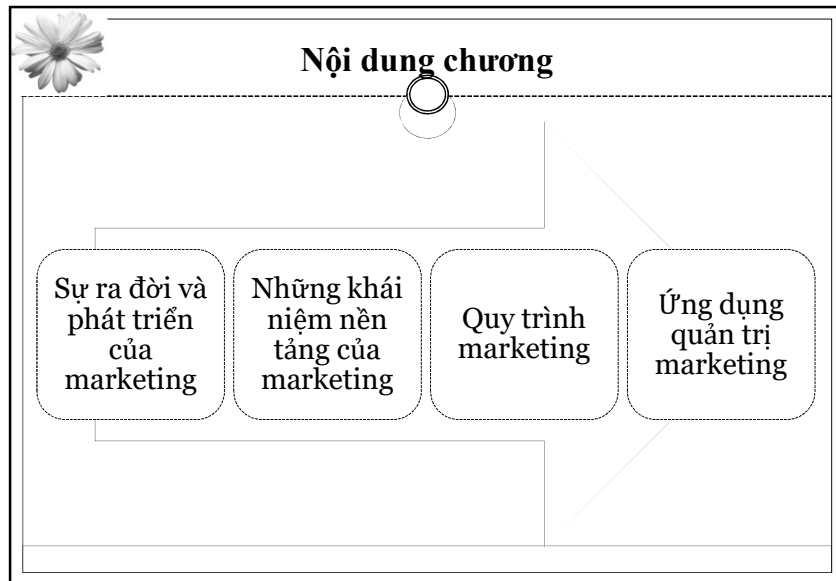 Nội dung chương
Sự ra đời và
phát triển
của
marketing
Những khái
niệm nền
tảng của
marketing
Quy trình
marketing
Ứng dụng
quản trị
marketing